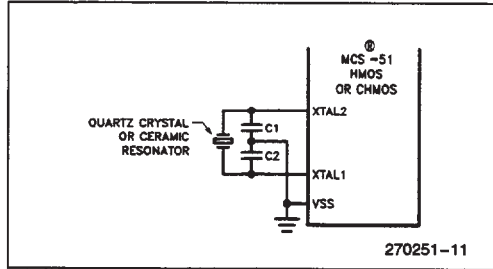 ®
MCS -51
HMOS
OR CHMOS
XTAL2
QUARTZ CRYSTAL
OR CERAMIC
RESONATOR
C1
C2
XTAL1
VSS
270251-11